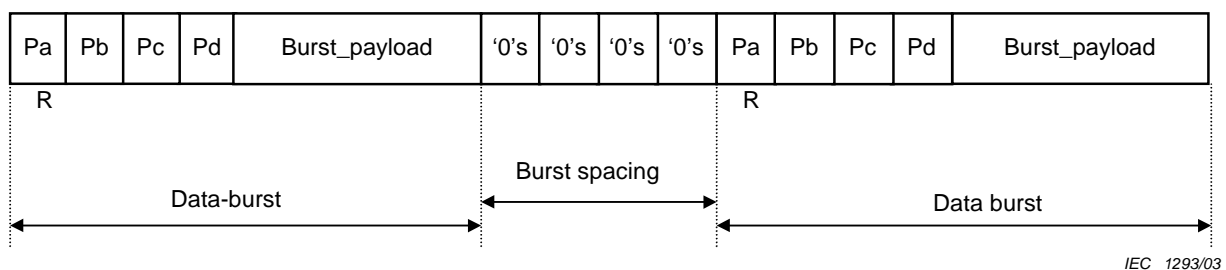 Pa Pb Pc Pd Burst_payload ‘0’s ‘0’s ‘0’s ‘0’s Pa Pb Pc Pd Burst_payload
R R
Burst spacing
Data-burst Data burst
IEC 1293/03